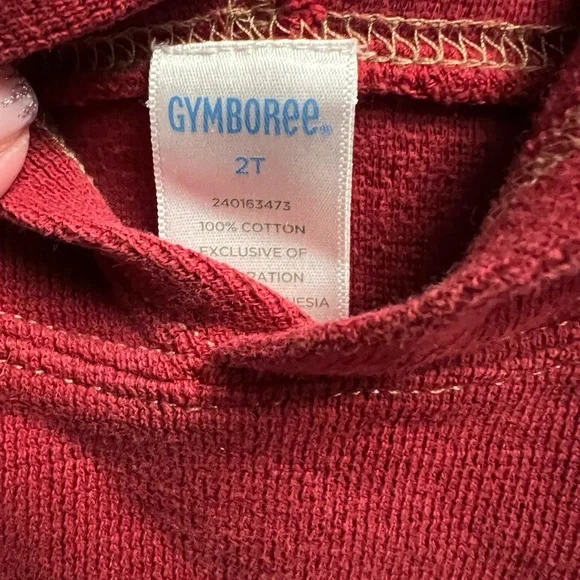 GYMBOREE®
2T
240163473
100% COTTON
EXCLUSIVE OF